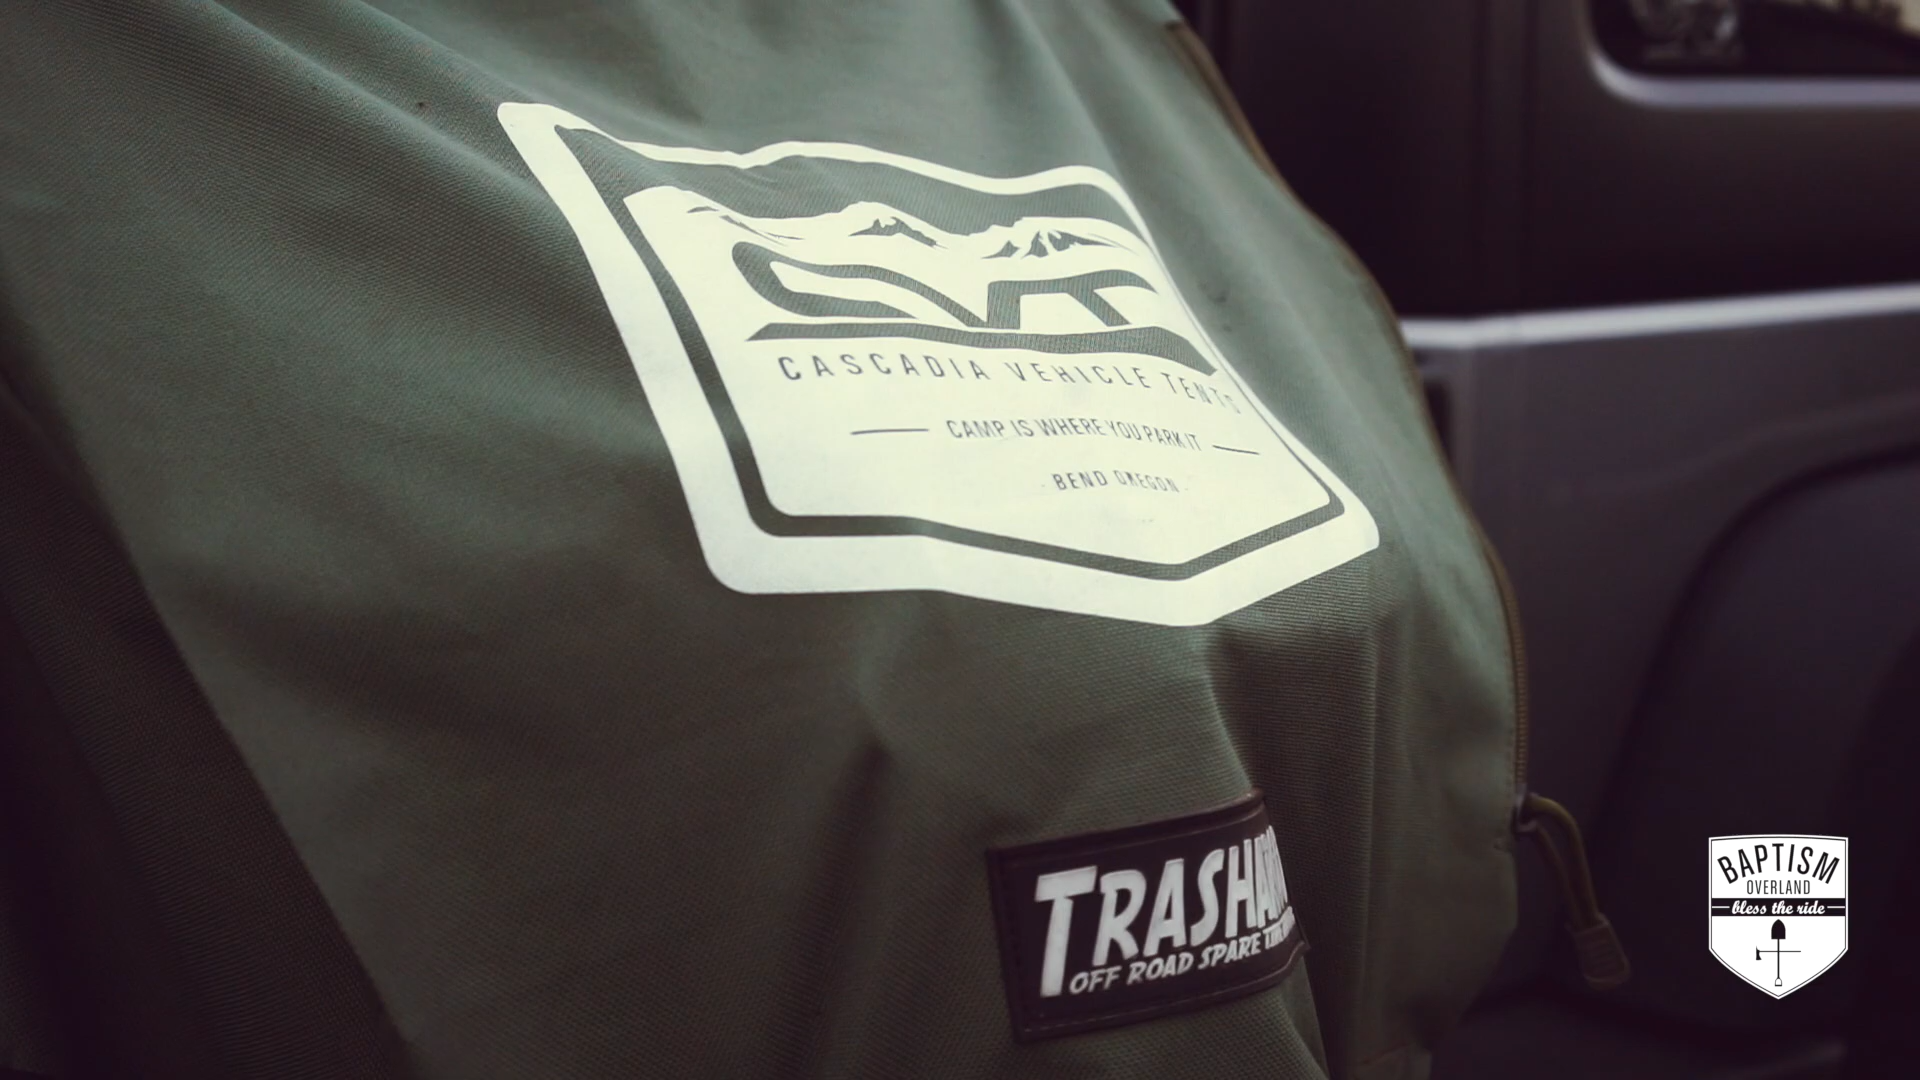 CVT
CASCADIA VEHICLE TENTS
CAMP IS WHERE YOU PARK IT
BEND OREGON
OFF ROAD SPARE
BAPTISM
OVERLAND
bless the ride